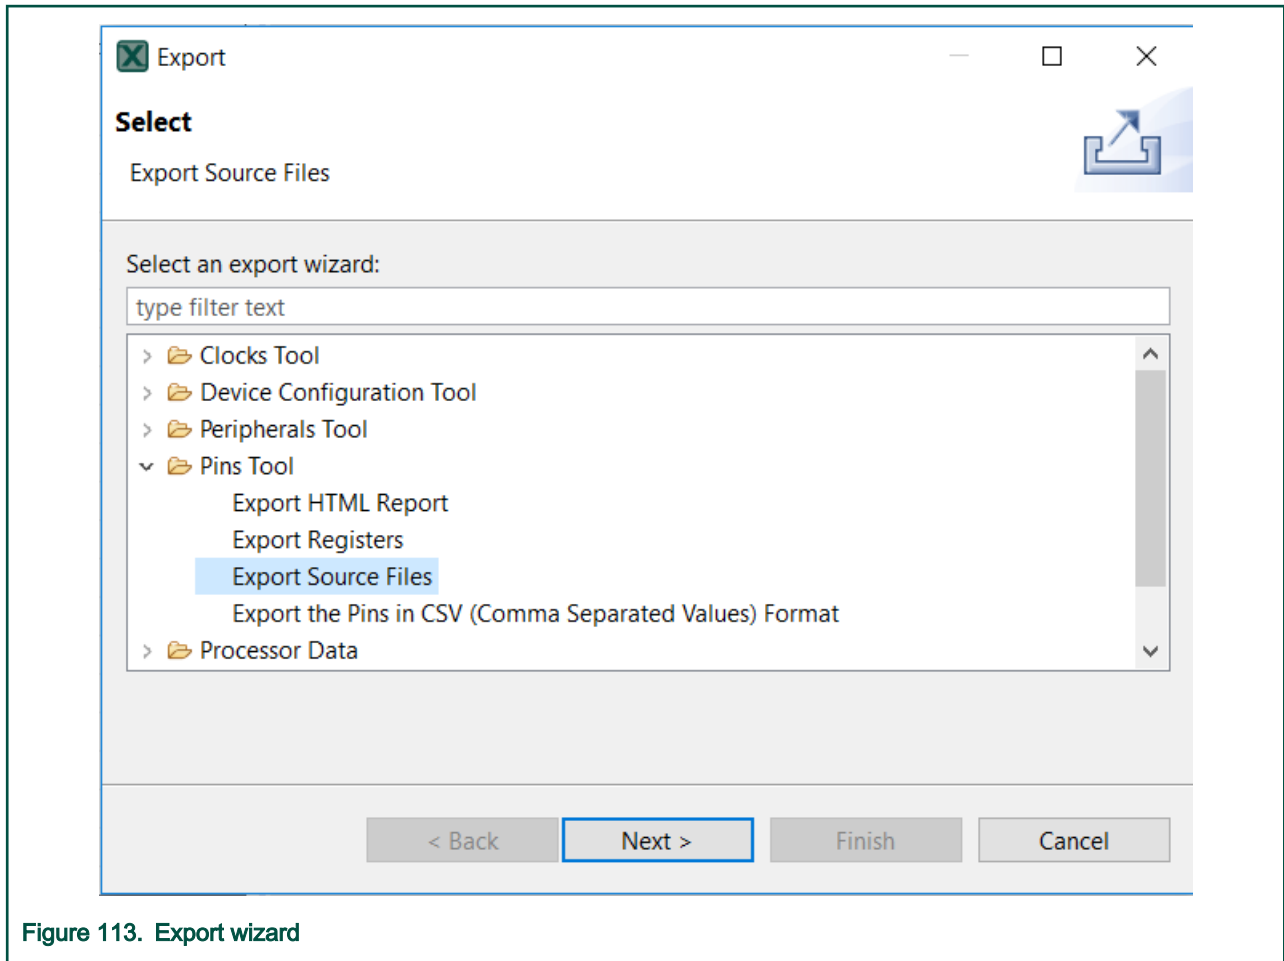 Export
Select
Export Source Files
Select an export wizard:
type filter text
Clocks Tool
Device Configuration Tool
Peripherals Tool
Pins Tool
Export HTML Report
Export Registers
Export Source Files
Export the Pins in CSV (Comma Separated Values) Format
Processor Data
< Back Next > Finish Cancel
Figure 113. Export wizard